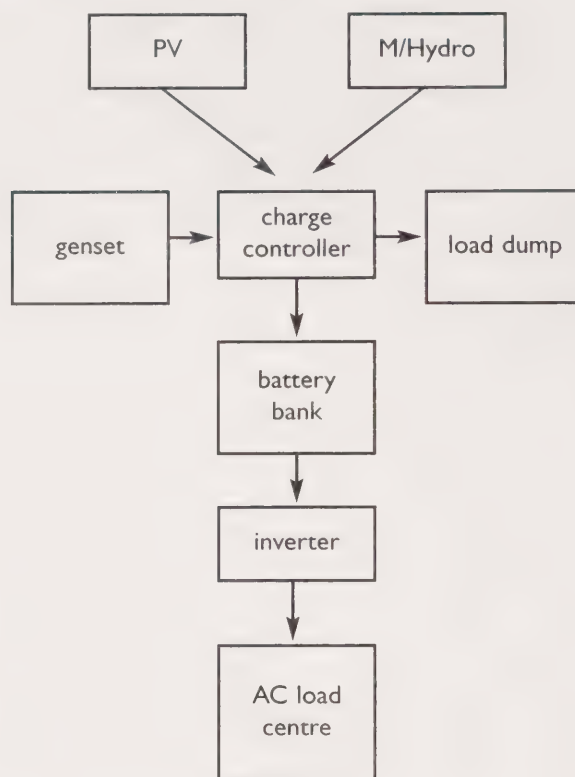 PV
M/Hydro
genset
charge
controller
load dump
battery
bank
inverter
AC load
centre